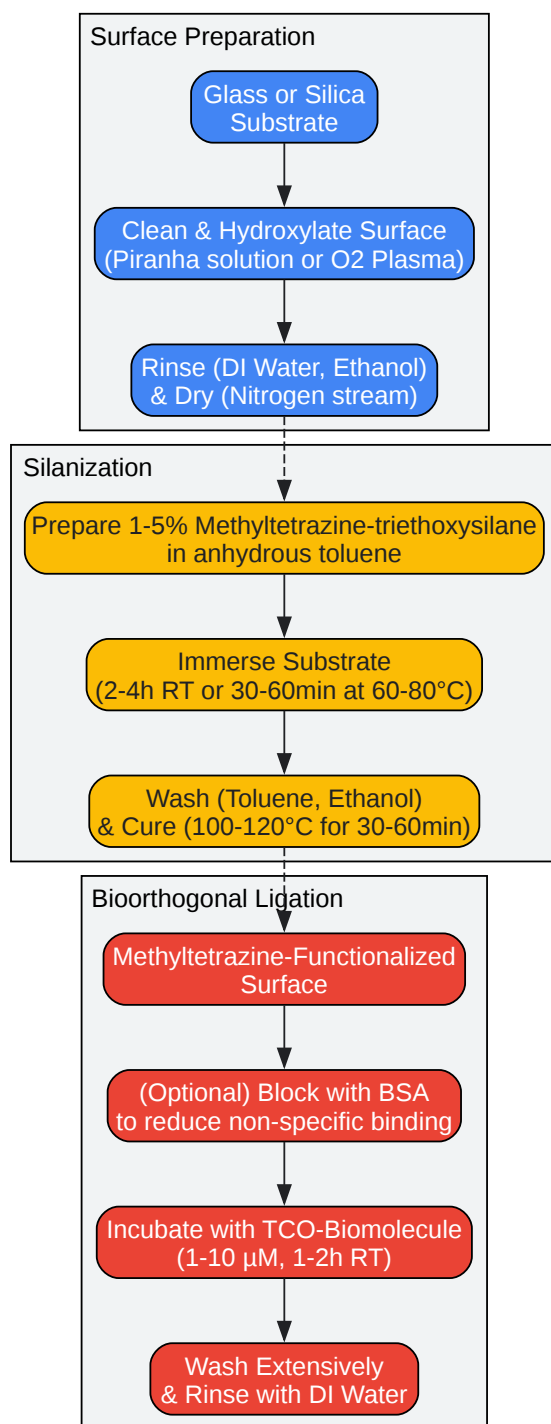 Surface Preparation
Glass or Silica
Substrate
Clean & Hydroxylate Surface
(Piranha solution or O2 Plasma)
Rinse (DI Water, Ethanol)
& Dry (Nitrogen stream)
Silanization
Prepare 1-5% Methyltetrazine-triethoxysilane
in anhydrous toluene
Immerse Substrate
(2-4h RT or 30-60min at 60-80°C)
Wash (Toluene, Ethanol)
& Cure (100-120°C for 30-60min)
Bioorthogonal Ligation
Methyltetrazine-Functionalized
Surface
(Optional) Block with BSA
to reduce non-specific binding
Incubate with TCO-Biomolecule
(1-10 µM, 1-2h RT)
Wash Extensively
& Rinse with DI Water